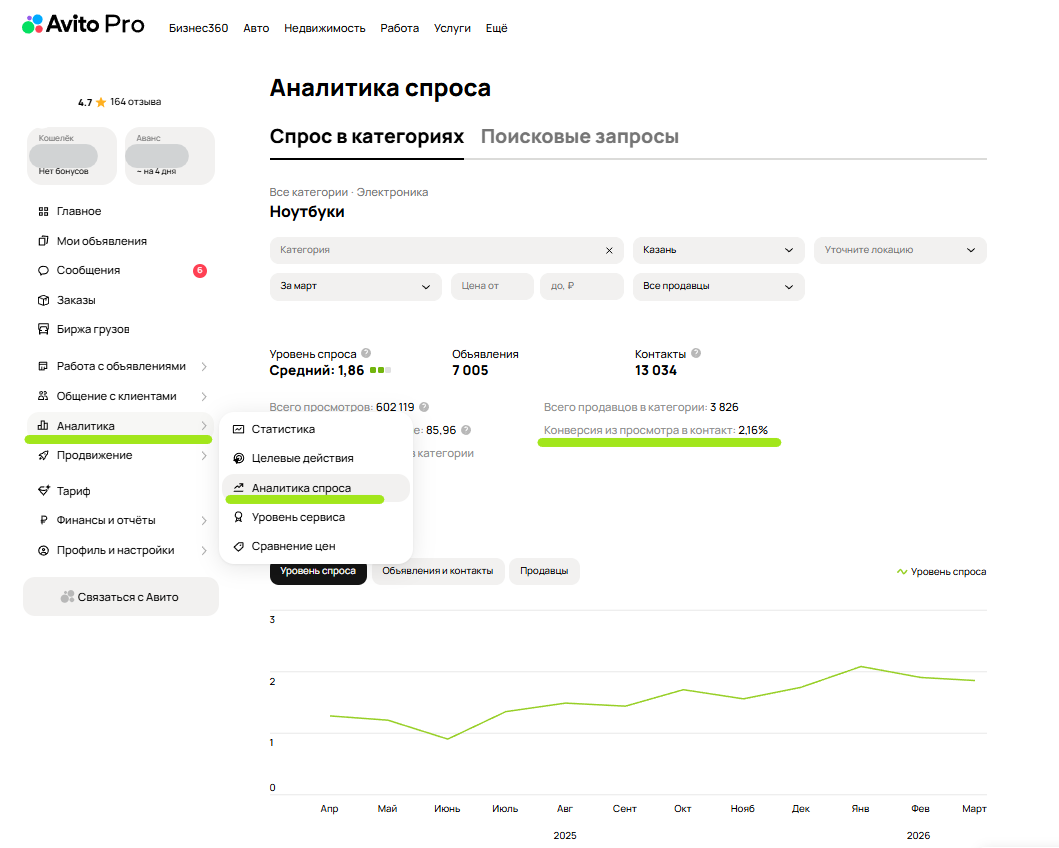 Avito Pro
Бизнес360 Авто Недвижимость Работа Услуги Ещё
4.7 164 отзыва
Кошелёк
Нет бонусов
Аванс
~ на 4 дня
Главное
Мои объявления
Сообщения 6
Заказы
Биржа грузов
Работа с объявлениями
Общение с клиентами
Аналитика
Продвижение
Тариф
Финансы и отчёты
Профиль и настройки
Связаться с Авито
Статистика
Целевые действия
Аналитика спроса
Уровень сервиса
Сравнение цен
Аналитика спроса
Спрос в категориях Поисковые запросы
Все категории · Электроника
Ноутбуки
Категория Казань Уточните локацию
За март Цена от до, ₽ Все продавцы
Уровень спроса ?
Средний: 1,86
Объявления
7 005
Контакты ?
13 034
Всего просмотров: 602 119 ?
Всего продавцов в категории: 3 826
е: 85,96 ?
Конверсия из просмотра в контакт: 2,16%
в категории
Уровень спроса Объявления и контакты Продавцы
Уровень спроса
3
2
1
0
Апр Май Июнь Июль Авг Сент Окт Нояб Дек Янв Фев Март
2025 2026